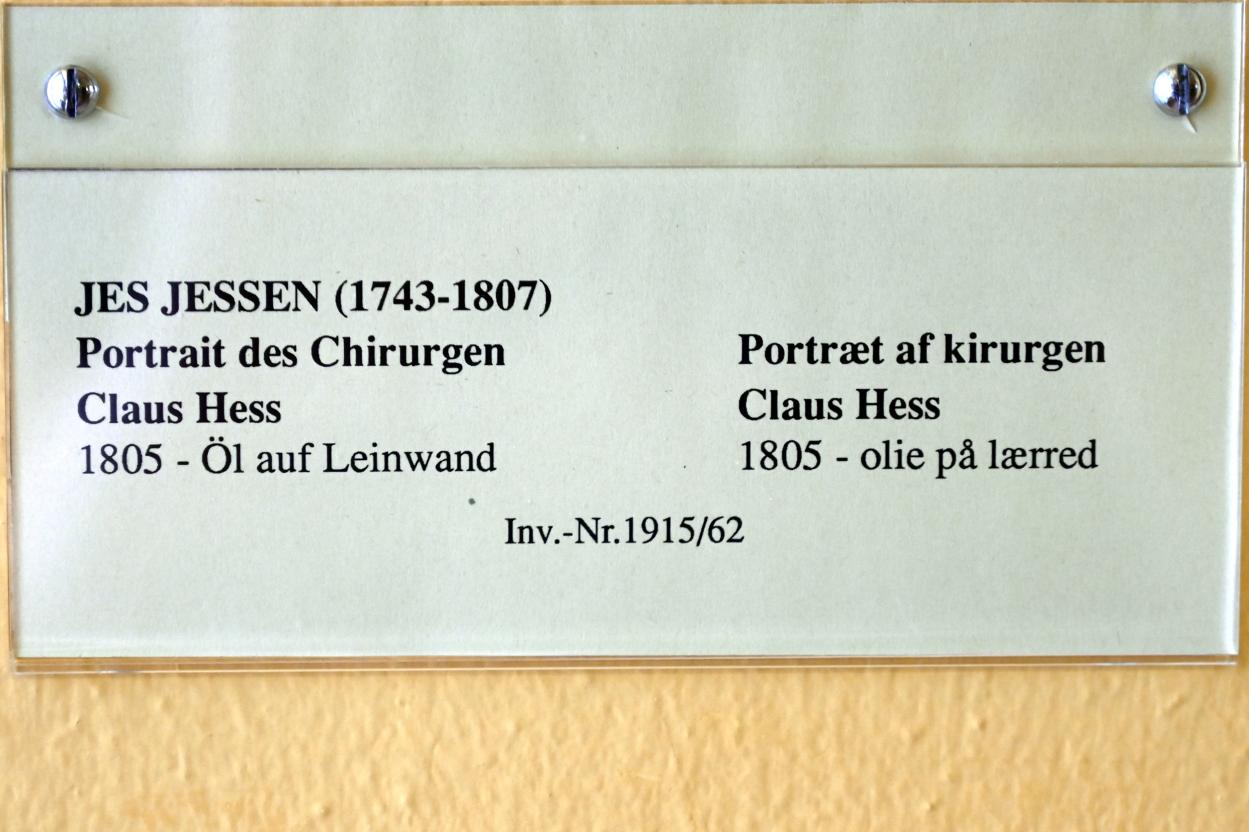 JES JESSEN (1743-1807)
Portrait des Chirurgen
Claus Hess
1805 - Öl auf Leinwand
Portræt af kirurgen
Claus Hess
1805 - olie på lærred
Inv.-Nr.1915/62